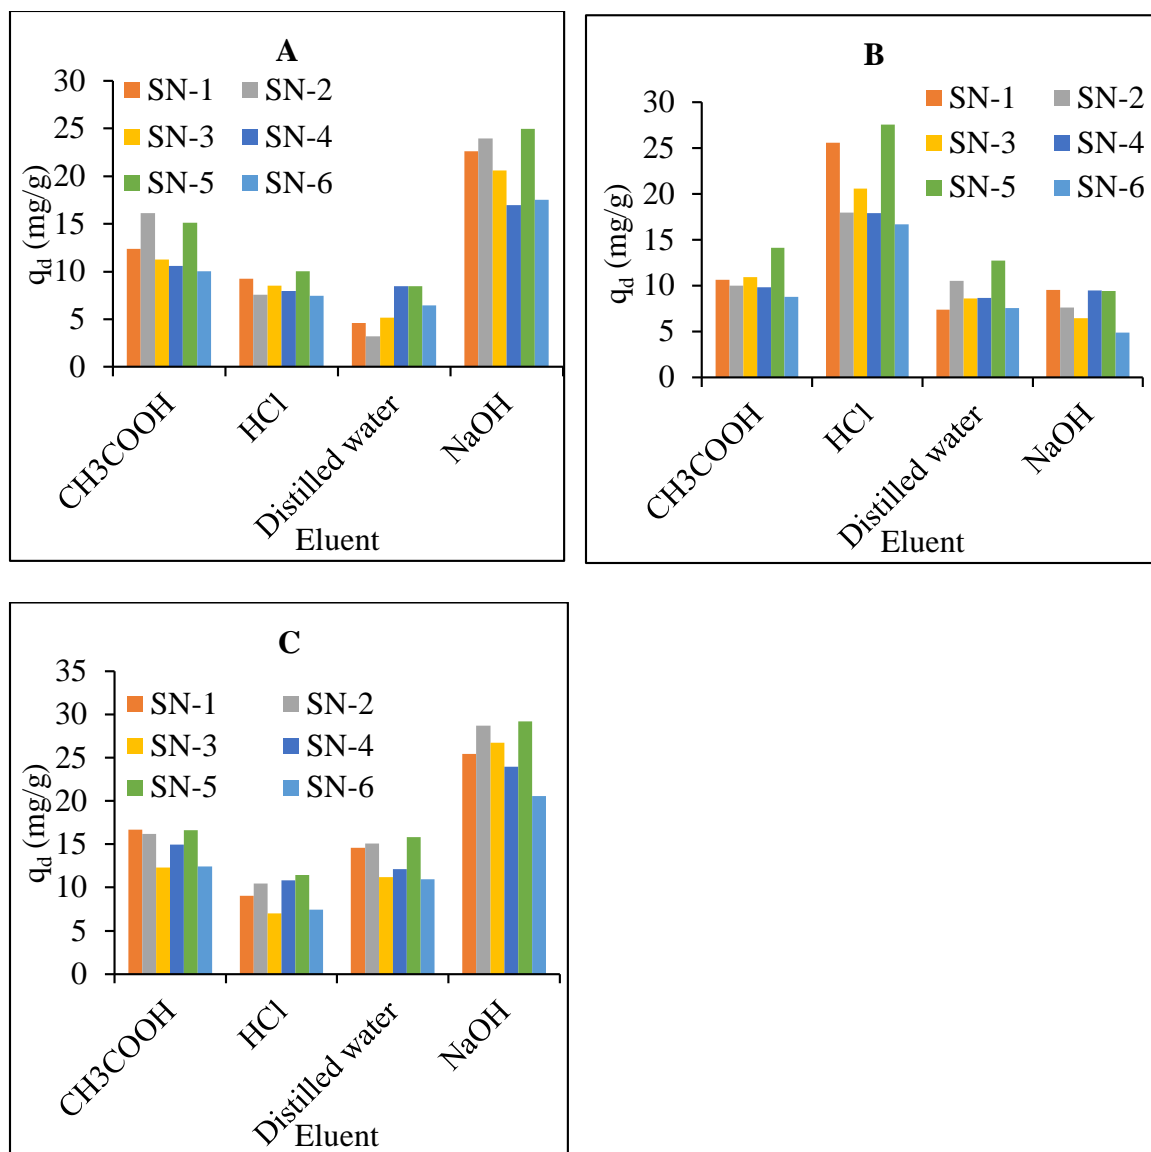 A
30
25
20
15
10
5
0
q_d (mg/g)
SN-1 SN-2
SN-3 SN-4
SN-5 SN-6
CH3COOH HCl Distilled water NaOH
Eluent
B
30
25
20
15
10
5
0
q_d (mg/g)
SN-1 SN-2
SN-3 SN-4
SN-5 SN-6
CH3COOH HCl Distilled water NaOH
Eluent
C
35
30
25
20
15
10
5
0
q_d (mg/g)
SN-1 SN-2
SN-3 SN-4
SN-5 SN-6
CH3COOH HCl Distilled water NaOH
Eluent